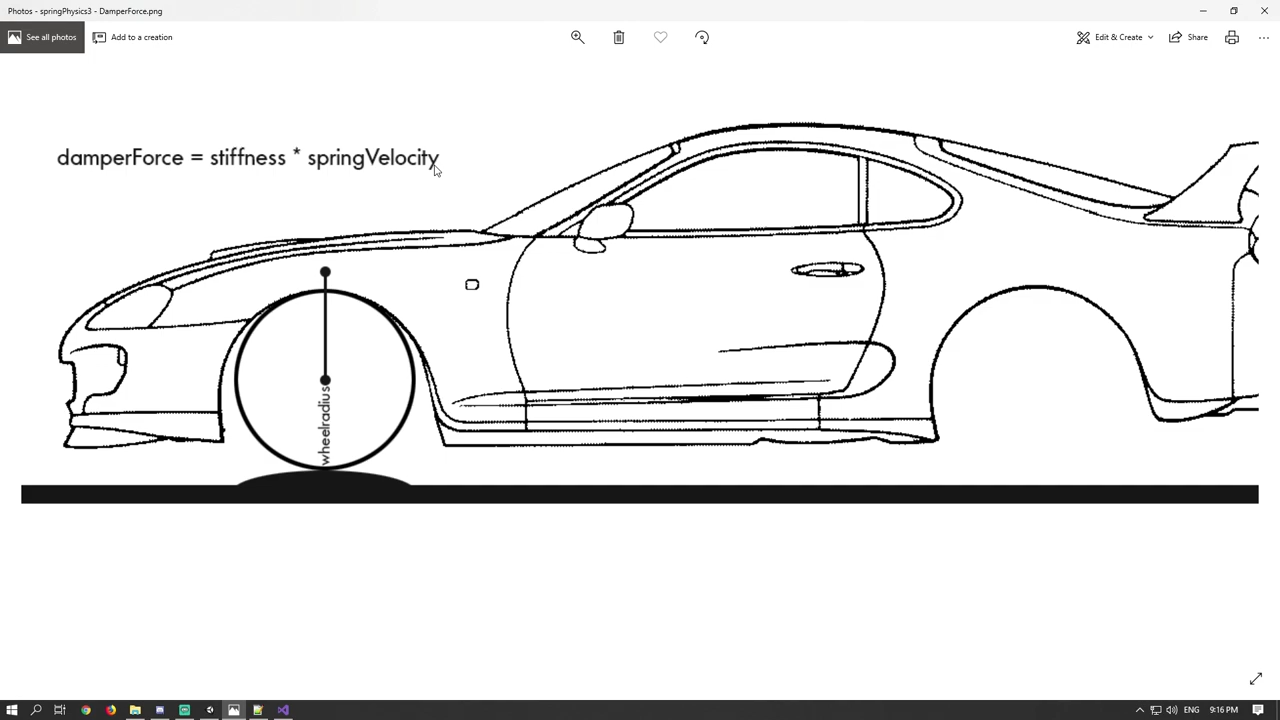 Photos - springPhysics3 - DamperForce.png
See all photos
Add to a creation
Edit & Create
Share
damperForce = stiffness * springVelocity
wheelradius
ENG
9:16 PM